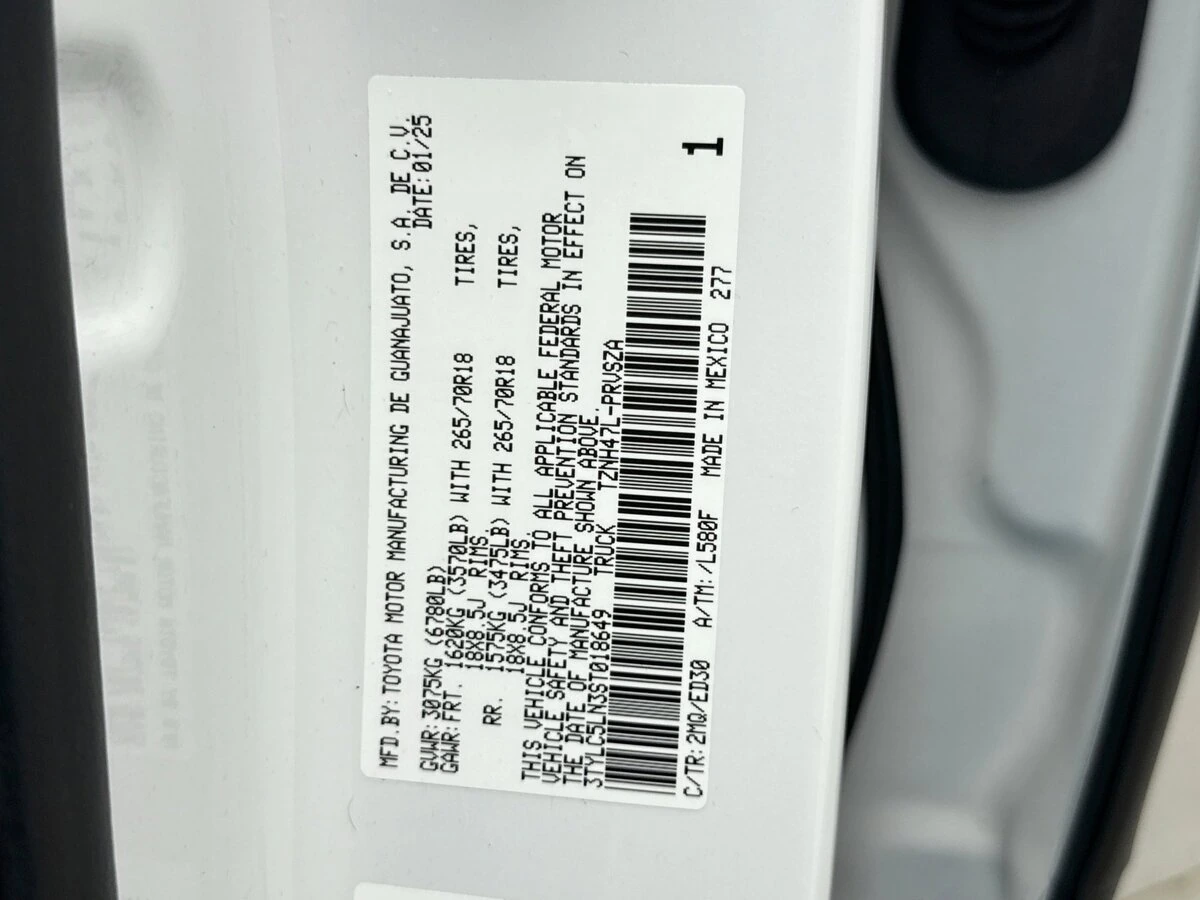 MFD.BY:TOYOTA MOTOR MANUFACTURING DE GUANAJUATO, S.A. DE C.V.
DATE:01/25
GVWR:3075KG (6780LB)
GAWR:FRT. 1620KG (3570LB) WITH 265/70R18 TIRES,
18X8.5J RIMS.
RR. 1575KG (3475LB) WITH 265/70R18 TIRES,
18X8.5J RIMS.
THIS VEHICLE CONFORMS TO ALL APPLICABLE FEDERAL MOTOR
VEHICLE SAFETY AND THEFT PREVENTION STANDARDS IN EFFECT ON
THE DATE OF MANUFACTURE SHOWN ABOVE.
3TYLC5LN3ST018649 TRUCK TZNH47L-PRVSZA
1
C/TR:2MQ/ED30 A/TM:/L580F MADE IN MEXICO 277